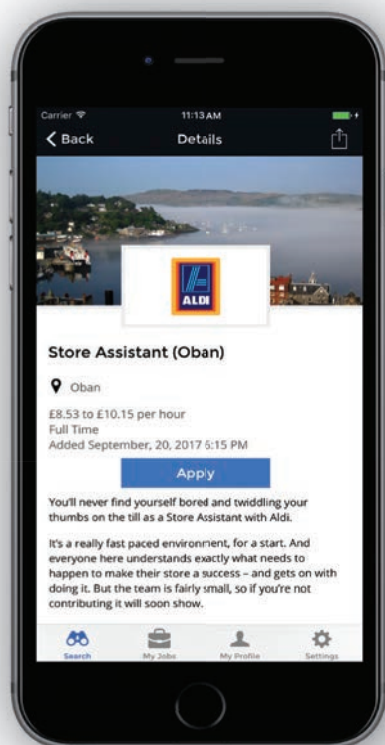 Carrier 11:13 AM
Back Details
ALDI
Store Assistant (Oban)
Oban
£8.53 to £10.15 per hour
Full Time
Added September, 20, 2017 5:15 PM
Apply
You'll never find yourself bored and twiddling your
thumbs on the till as a Store Assistant with Aldi.
It's a really fast paced environment, for a start. And
everyone here understands exactly what needs to
happen to make their store a success – and gets on with
doing it. But the team is fairly small, so if you're not
contributing it will soon show.
Search My Jobs My Profile Settings